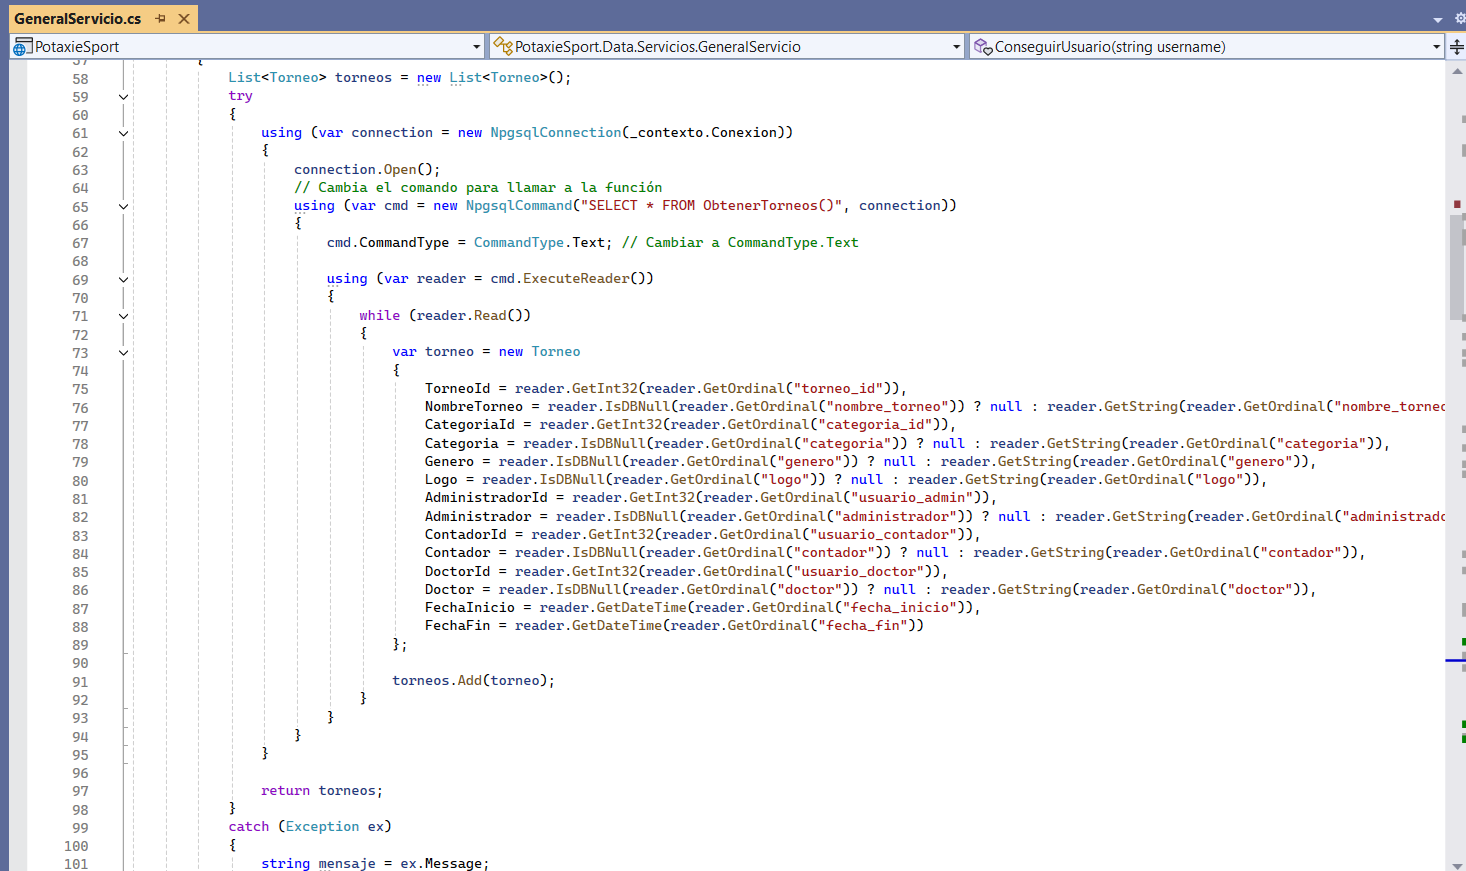 GeneralServicio.cs
PotaxieSport
PotaxieSport.Data.Servicios.GeneralServicio
ConseguirUsuario(string username)
57 {
58 List<Torneo> torneos = new List<Torneo>();
59 try
60 {
61 using (var connection = new NpgsqlConnection(_contexto.Conexion))
62 {
63 connection.Open();
64 // Cambia el comando para llamar a la función
65 using (var cmd = new NpgsqlCommand("SELECT * FROM ObtenerTorneos()", connection))
66 {
67 cmd.CommandType = CommandType.Text; // Cambiar a CommandType.Text
68
69 using (var reader = cmd.ExecuteReader())
70 {
71 while (reader.Read())
72 {
73 var torneo = new Torneo
74 {
75 TorneoId = reader.GetInt32(reader.GetOrdinal("torneo_id")),
76 NombreTorneo = reader.IsDBNull(reader.GetOrdinal("nombre_torneo")) ? null : reader.GetString(reader.GetOrdinal("nombre_torneo
77 CategoriaId = reader.GetInt32(reader.GetOrdinal("categoria_id")),
78 Categoria = reader.IsDBNull(reader.GetOrdinal("categoria")) ? null : reader.GetString(reader.GetOrdinal("categoria")),
79 Genero = reader.IsDBNull(reader.GetOrdinal("genero")) ? null : reader.GetString(reader.GetOrdinal("genero")),
80 Logo = reader.IsDBNull(reader.GetOrdinal("logo")) ? null : reader.GetString(reader.GetOrdinal("logo")),
81 AdministradorId = reader.GetInt32(reader.GetOrdinal("usuario_admin")),
82 Administrador = reader.IsDBNull(reader.GetOrdinal("administrador")) ? null : reader.GetString(reader.GetOrdinal("administrado
83 ContadorId = reader.GetInt32(reader.GetOrdinal("usuario_contador")),
84 Contador = reader.IsDBNull(reader.GetOrdinal("contador")) ? null : reader.GetString(reader.GetOrdinal("contador")),
85 DoctorId = reader.GetInt32(reader.GetOrdinal("usuario_doctor")),
86 Doctor = reader.IsDBNull(reader.GetOrdinal("doctor")) ? null : reader.GetString(reader.GetOrdinal("doctor")),
87 FechaInicio = reader.GetDateTime(reader.GetOrdinal("fecha_inicio")),
88 FechaFin = reader.GetDateTime(reader.GetOrdinal("fecha_fin"))
89 };
90
91 torneos.Add(torneo);
92 }
93 }
94 }
95 }
96
97 return torneos;
98 }
99 catch (Exception ex)
100 {
101 string mensaje = ex.Message;